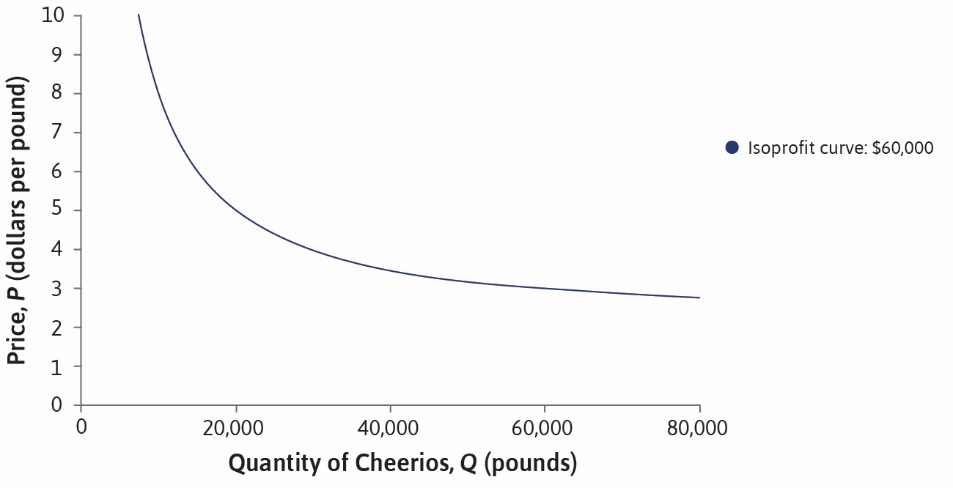 10
9
8
7
6
5
4
3
2
1
0
Price, P (dollars per pound)
Isoprofit curve: $60,000
0 20,000 40,000 60,000 80,000
Quantity of Cheerios, Q (pounds)